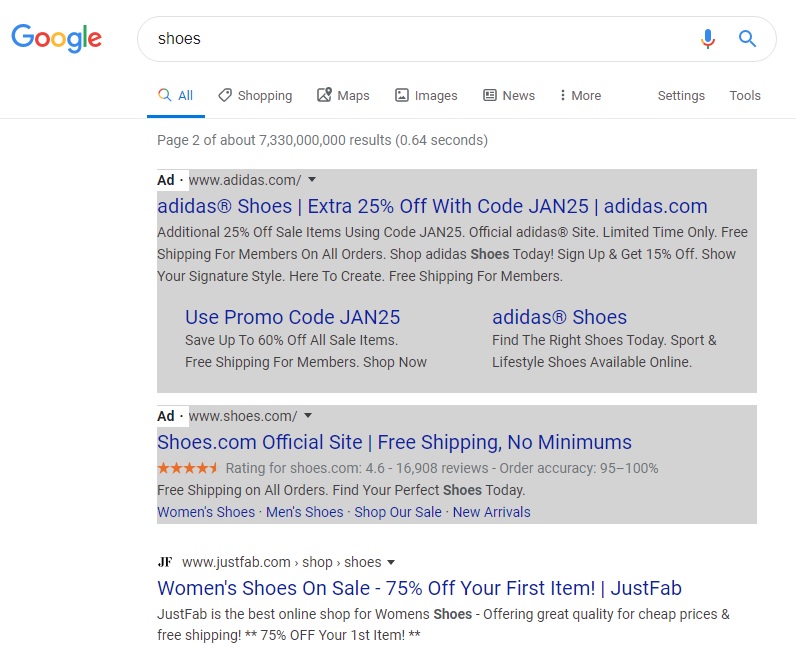 Google
shoes
All Shopping Maps Images News More Settings Tools
Page 2 of about 7,330,000,000 results (0.64 seconds)
Ad · www.adidas.com/
adidas® Shoes | Extra 25% Off With Code JAN25 | adidas.com
Additional 25% Off Sale Items Using Code JAN25. Official adidas® Site. Limited Time Only. Free
Shipping For Members On All Orders. Shop adidas Shoes Today! Sign Up & Get 15% Off. Show
Your Signature Style. Here To Create. Free Shipping For Members.
Use Promo Code JAN25
Save Up To 60% Off All Sale Items.
Free Shipping For Members. Shop Now
adidas® Shoes
Find The Right Shoes Today. Sport &
Lifestyle Shoes Available Online.
Ad · www.shoes.com/
Shoes.com Official Site | Free Shipping, No Minimums
Rating for shoes.com: 4.6 - 16,908 reviews - Order accuracy: 95–100%
Free Shipping on All Orders. Find Your Perfect Shoes Today.
Women's Shoes · Men's Shoes · Shop Our Sale · New Arrivals
JF www.justfab.com › shop › shoes
Women's Shoes On Sale - 75% Off Your First Item! | JustFab
JustFab is the best online shop for Womens Shoes - Offering great quality for cheap prices &
free shipping! ** 75% OFF Your 1st Item! **